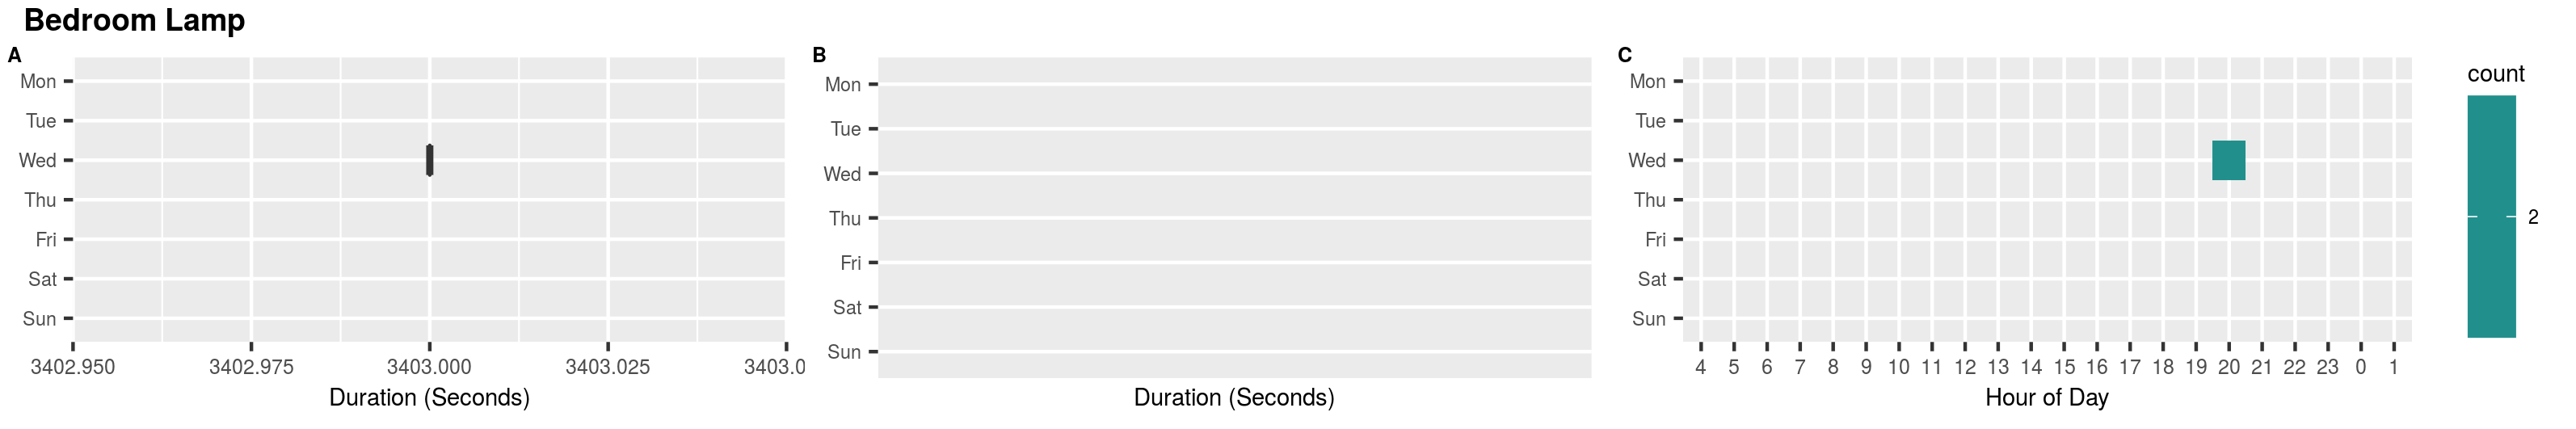 Bedroom Lamp
A
Mon
Tue
Wed
Thu
Fri
Sat
Sun
3402.950 3402.975 3403.000 3403.025 3403.0
Duration (Seconds)
B
Mon
Tue
Wed
Thu
Fri
Sat
Sun
Duration (Seconds)
C
Mon
Tue
Wed
Thu
Fri
Sat
Sun
4 5 6 7 8 9 10 11 12 13 14 15 16 17 18 19 20 21 22 23 0 1
Hour of Day
count
2